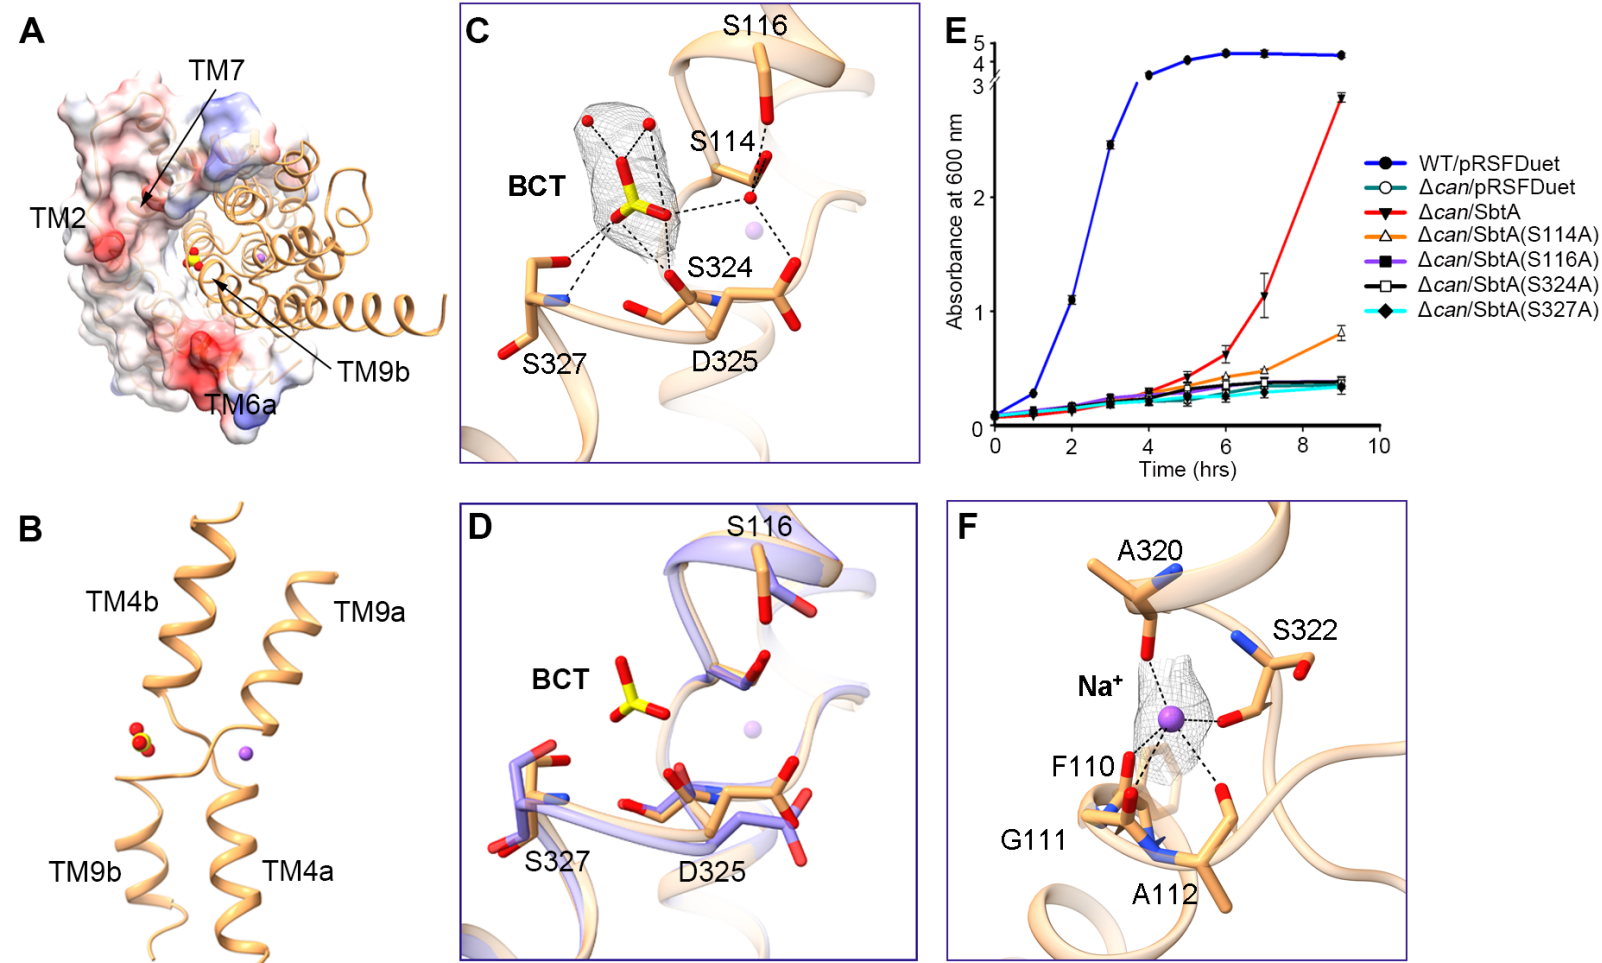 A
TM7
TM2
TM9b
TM6a
B
TM4b
TM9a
TM9b
TM4a
C
S116
S114
BCT
S324
S327
D325
D
S116
BCT
S327
D325
E
Absorbance at 600 nm
5
4
3
2
1
0
0 2 4 6 8 10
Time (hrs)
WT/pRSFDuet
Δcan/pRSFDuet
Δcan/SbtA
Δcan/SbtA(S114A)
Δcan/SbtA(S116A)
Δcan/SbtA(S324A)
Δcan/SbtA(S327A)
F
A320
S322
Na⁺
F110
G111
A112